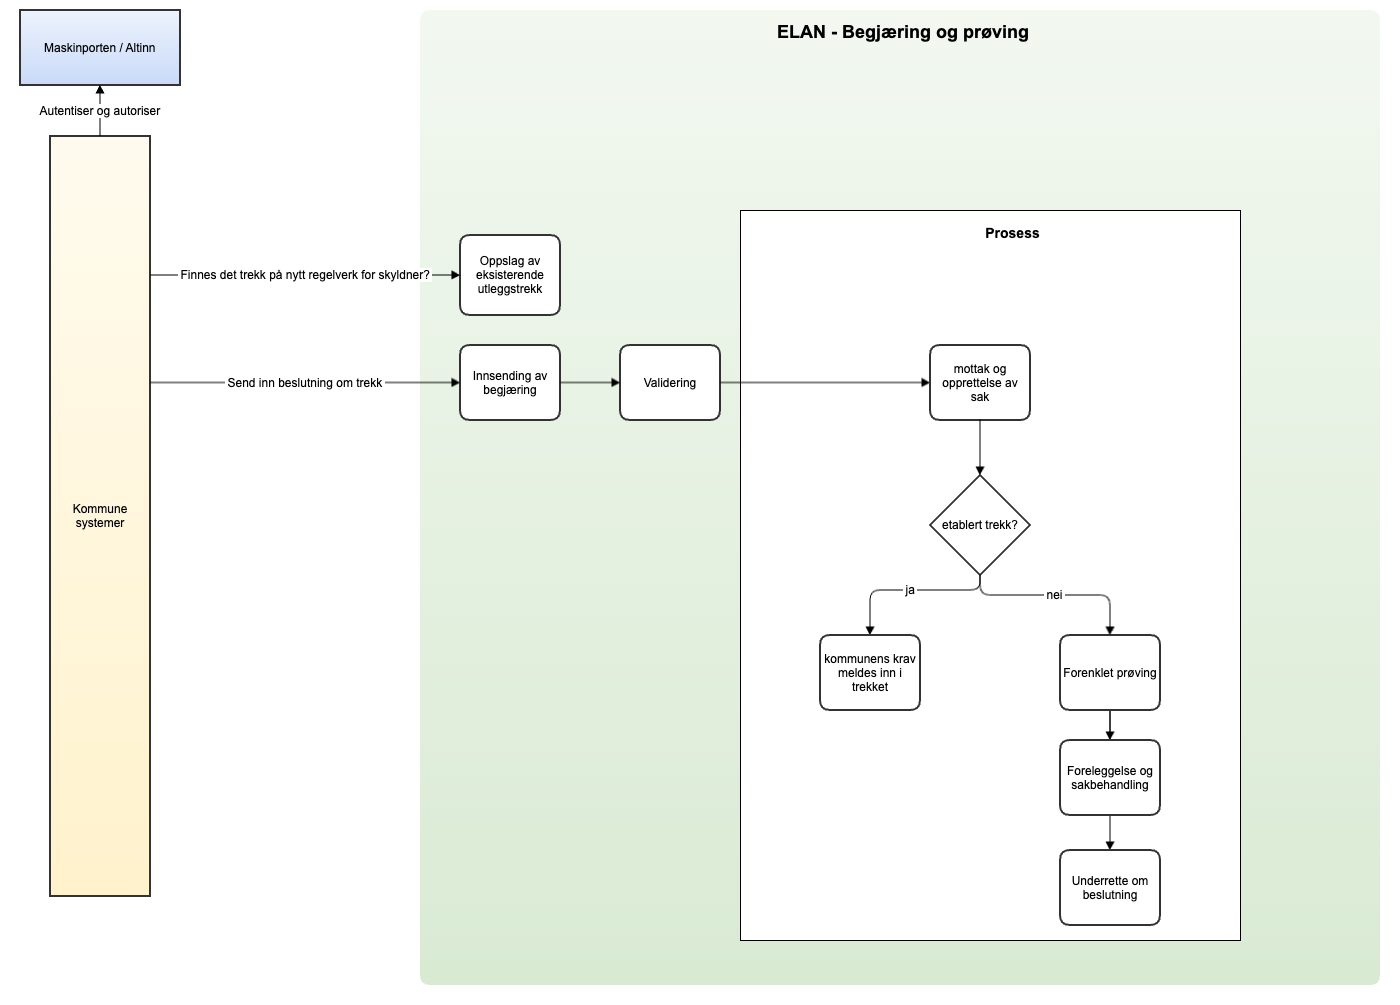 Maskinporten / Altinn
ELAN - Begjæring og prøving
Autentiser og autoriser
Prosess
Finnes det trekk på nytt regelverk for skyldner?
Oppslag av
eksisterende
utleggstrekk
Send inn beslutning om trekk
Innsending av
begjæring
Validering
mottak og
opprettelse av
sak
Kommune
systemer
etablert trekk?
ja
nei
kommunens krav
meldes inn i
trekket
Forenklet prøving
Foreleggelse og
sakbehandling
Underrette om
beslutning